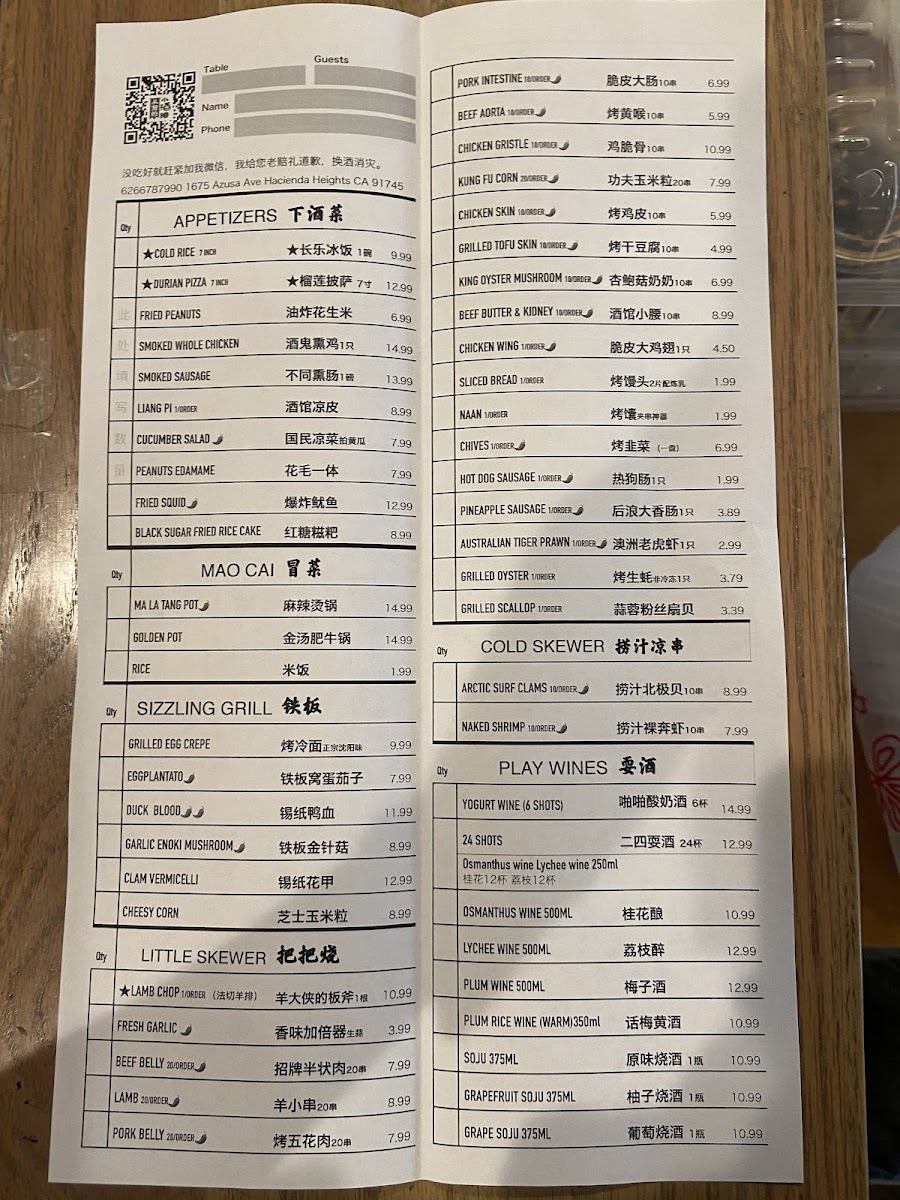 Table
Guests
Name
Phone
没吃好就赶紧加我微信，我给您老赔礼道歉，换酒消灾。
6266787990 1675 Azusa Ave Hacienda Heights CA 91745
Qty APPETIZERS 下酒菜
★COLD RICE 7 INCH ★长乐冰饭 1碗 9.99
★DURIAN PIZZA 7 INCH ★榴莲披萨 7寸 12.99
此 FRIED PEANUTS 油炸花生米 6.99
处 SMOKED WHOLE CHICKEN 酒鬼熏鸡1只 14.99
填 SMOKED SAUSAGE 不同熏肠1磅 13.99
写 LIANG PI 1/ORDER 酒馆凉皮 8.99
数 CUCUMBER SALAD 国民凉菜拍黄瓜 7.99
量 PEANUTS EDAMAME 花毛一体 7.99
FRIED SQUID 爆炸鱿鱼 12.99
BLACK SUGAR FRIED RICE CAKE 红糖糍粑 8.99
Qty MAO CAI 冒菜
MA LA TANG POT 麻辣烫锅 14.99
GOLDEN POT 金汤肥牛锅 14.99
RICE 米饭 1.99
Qty SIZZLING GRILL 铁板
GRILLED EGG CREPE 烤冷面正宗沈阳味 9.99
EGGPLANTATO 铁板窝蛋茄子 7.99
DUCK BLOOD 锡纸鸭血 11.99
GARLIC ENOKI MUSHROOM 铁板金针菇 8.99
CLAM VERMICELLI 锡纸花甲 12.99
CHEESY CORN 芝士玉米粒 8.99
Qty LITTLE SKEWER 把把烧
★LAMB CHOP 1/ORDER （法切羊排） 羊大侠的板斧1根 10.99
FRESH GARLIC 香味加倍器生蒜 3.99
BEEF BELLY 20/ORDER 招牌半状肉20串 7.99
LAMB 20/ORDER 羊小串20串 8.99
PORK BELLY 20/ORDER 烤五花肉20串 7.99
PORK INTESTINE 10/ORDER 脆皮大肠10串 6.99
BEEF AORTA 10/ORDER 烤黄喉10串 5.99
CHICKEN GRISTLE 10/ORDER 鸡脆骨10串 10.99
KUNG FU CORN 20/ORDER 功夫玉米粒20串 7.99
CHICKEN SKIN 10/ORDER 烤鸡皮10串 5.99
GRILLED TOFU SKIN 10/ORDER 烤干豆腐10串 4.99
KING OYSTER MUSHROOM 10/ORDER 杏鲍菇奶奶10串 6.99
BEEF BUTTER & KIDNEY 10/ORDER 酒馆小腰10串 8.99
CHICKEN WING 1/ORDER 脆皮大鸡翅1只 4.50
SLICED BREAD 1/ORDER 烤馒头2片配炼乳 1.99
NAAN 1/ORDER 烤馕夹串神器 1.99
CHIVES 1/ORDER 烤韭菜 （一盘） 6.99
HOT DOG SAUSAGE 1/ORDER 热狗肠1只 1.99
PINEAPPLE SAUSAGE 1/ORDER 后浪大香肠1只 3.89
AUSTRALIAN TIGER PRAWN 1/ORDER 澳洲老虎虾1只 2.99
GRILLED OYSTER 1/ORDER 烤生蚝非冷冻1只 3.79
GRILLED SCALLOP 1/ORDER 蒜蓉粉丝扇贝 3.39
Qty COLD SKEWER 捞汁凉串
ARCTIC SURF CLAMS 10/ORDER 捞汁北极贝10串 8.99
NAKED SHRIMP 10/ORDER 捞汁裸奔虾10串 7.99
Qty PLAY WINES 耍酒
YOGURT WINE (6 SHOTS) 啪啪酸奶酒 6杯 14.99
24 SHOTS 二四耍酒 24杯 12.99
Osmanthus wine Lychee wine 250ml
桂花12杯 荔枝12杯
OSMANTHUS WINE 500ML 桂花酿 10.99
LYCHEE WINE 500ML 荔枝醉 12.99
PLUM WINE 500ML 梅子酒 12.99
PLUM RICE WINE (WARM)350ml 话梅黄酒 10.99
SOJU 375ML 原味烧酒 1瓶 10.99
GRAPEFRUIT SOJU 375ML 柚子烧酒 1瓶 10.99
GRAPE SOJU 375ML 葡萄烧酒 1瓶 10.99